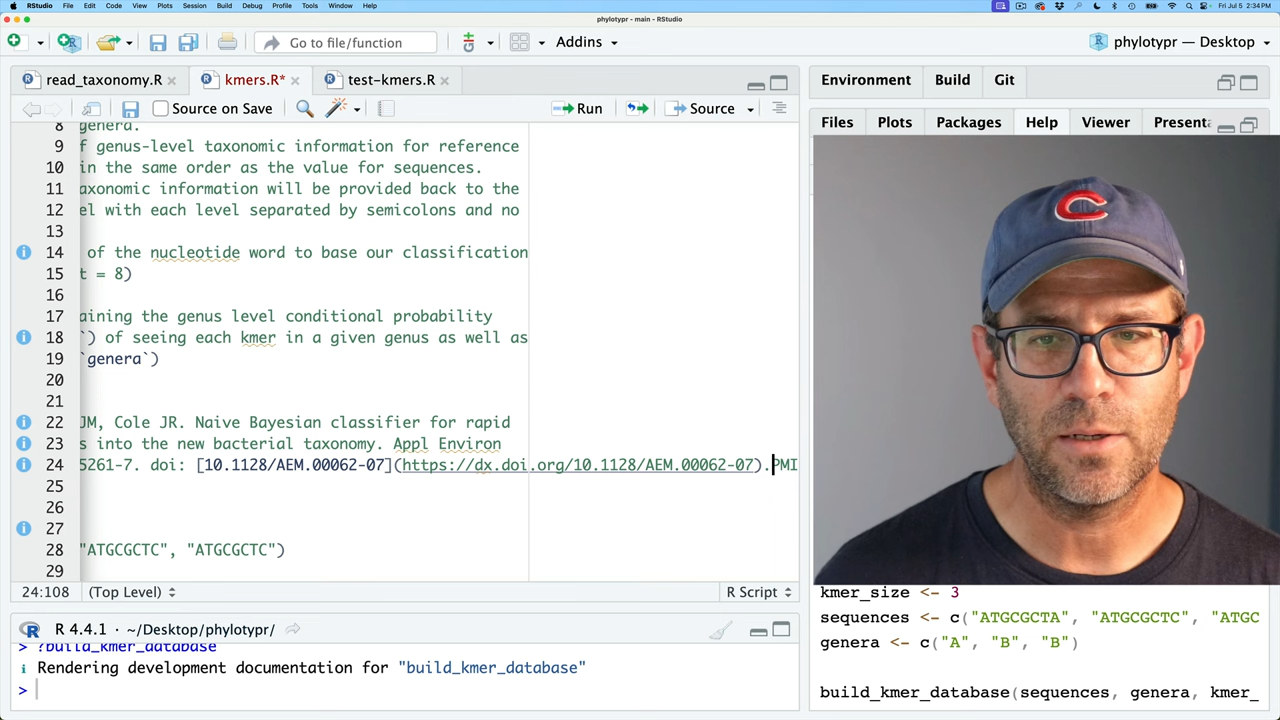 RStudio File Edit Code View Plots Session Build Debug Profile Tools Window Help Fri Jul 5 2:34 PM
phylotypr - main - RStudio
Go to file/function Addins phylotypr — Desktop
read_taxonomy.R kmers.R* test-kmers.R
Source on Save Run Source
8 genera.
9 f genus-level taxonomic information for reference
10 in the same order as the value for sequences.
11 axonomic information will be provided back to the
12 el with each level separated by semicolons and no
13
14 of the nucleotide word to base our classification
15 t = 8)
16
17 aining the genus level conditional probability
18 `) of seeing each kmer in a given genus as well as
19 `genera`)
20
21
22 JM, Cole JR. Naive Bayesian classifier for rapid
23 s into the new bacterial taxonomy. Appl Environ
24 5261-7. doi: [10.1128/AEM.00062-07](https://dx.doi.org/10.1128/AEM.00062-07).PMI
25
26
27
28 "ATGCGCTC", "ATGCGCTC")
29
24:108 (Top Level) R Script
R 4.4.1 · ~/Desktop/phylotypr/
> ?build_kmer_database
i Rendering development documentation for "build_kmer_database"
>
Environment Build Git
Files Plots Packages Help Viewer Presenta
C
kmer_size <- 3
sequences <- c("ATGCGCTA", "ATGCGCTC", "ATGC
genera <- c("A", "B", "B")
build_kmer_database(sequences, genera, kmer_